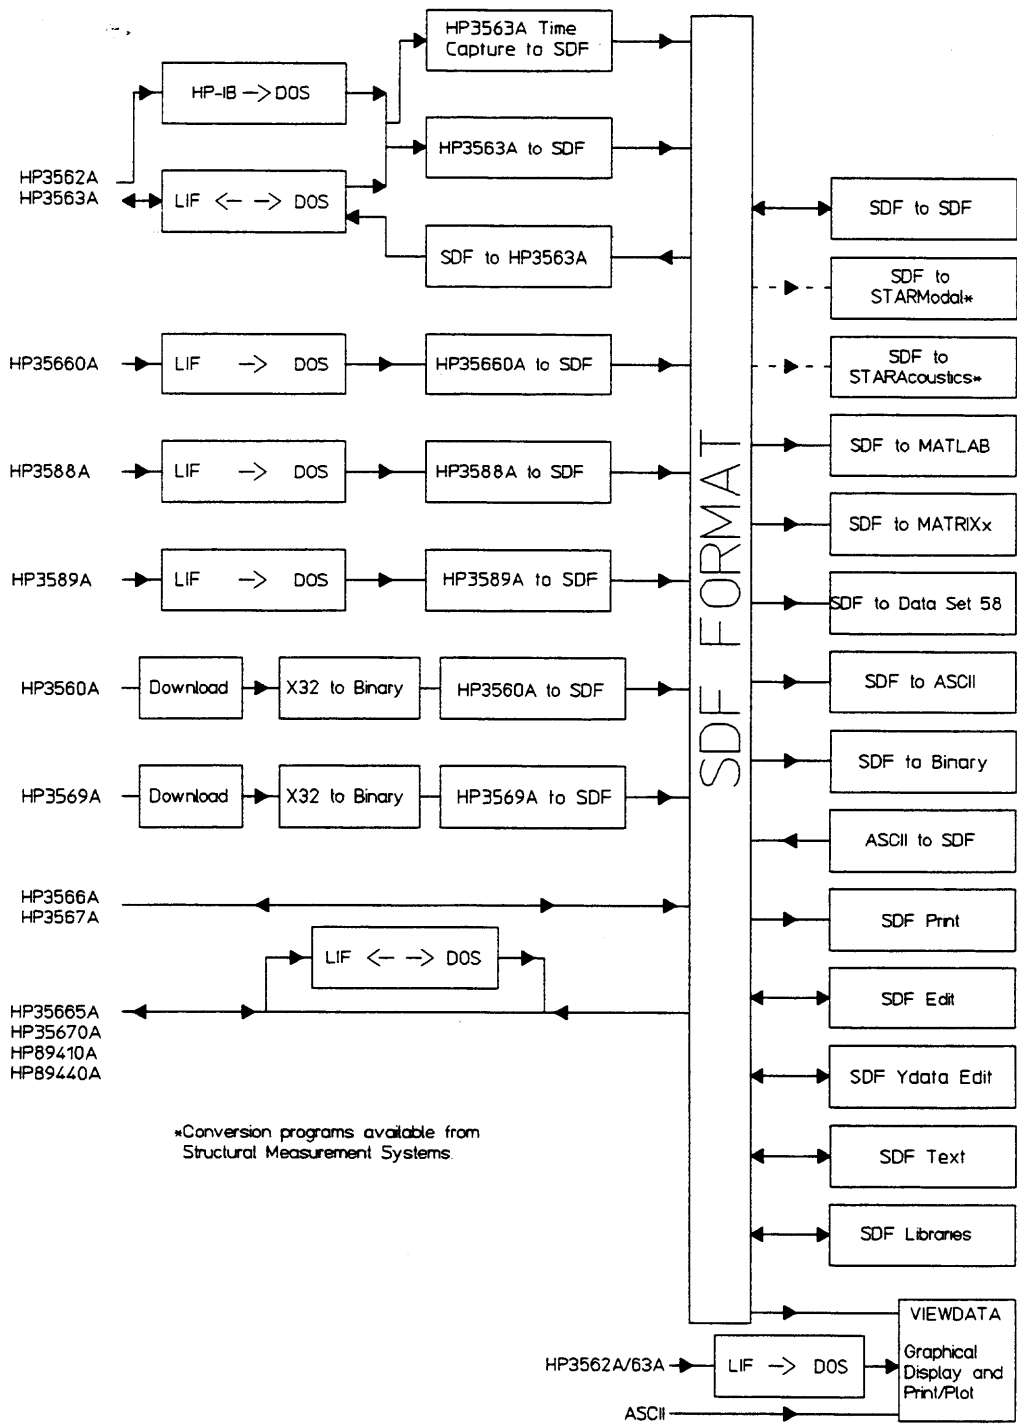 HP3563A Time
Capture to SDF
HP-IB —> DOS
HP3563A to SDF
HP3562A
HP3563A
LIF <— —> DOS
SDF to HP3563A
SDF to SDF
SDF to
STARModal*
HP35660A
LIF —> DOS
HP35660A to SDF
SDF to
STARAcoustics*
SDF to MATLAB
HP3588A
LIF —> DOS
HP3588A to SDF
SDF FORMAT
SDF to MATRIXx
HP3589A
LIF —> DOS
HP3589A to SDF
SDF to Data Set 58
HP3560A
Download
X32 to Binary
HP3560A to SDF
SDF to ASCII
SDF to Binary
HP3569A
Download
X32 to Binary
HP3569A to SDF
ASCII to SDF
HP3566A
HP3567A
SDF Print
LIF <— —> DOS
SDF Edit
HP35665A
HP35670A
HP89410A
HP89440A
SDF Ydata Edit
*Conversion programs available from
Structural Measurement Systems.
SDF Text
SDF Libraries
VIEWDATA
Graphical
Display and
Print/Plot
HP3562A/63A
LIF —> DOS
ASCII